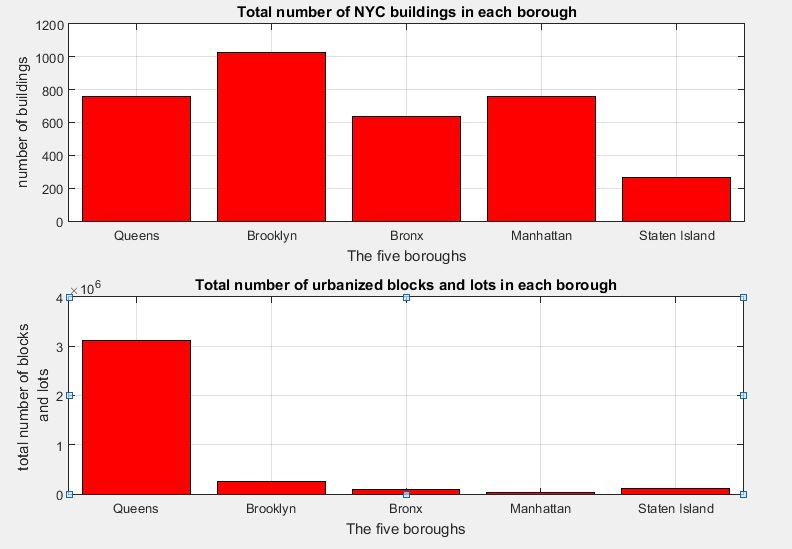 Total number of NYC buildings in each borough
1200
1000
800
600
400
200
0
number of buildings
Queens Brooklyn Bronx Manhattan Staten Island
The five boroughs
Total number of urbanized blocks and lots in each borough
×10^6
4
3
2
1
0
total number of blocks
and lots
Queens Brooklyn Bronx Manhattan Staten Island
The five boroughs